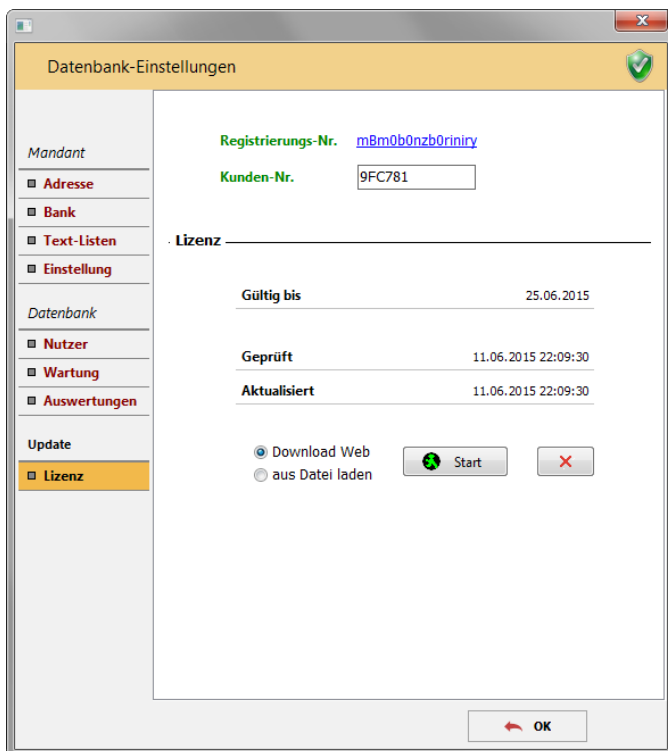 Datenbank-Einstellungen
Mandant
Adresse
Bank
Text-Listen
Einstellung
Datenbank
Nutzer
Wartung
Auswertungen
Update
Lizenz
Registrierungs-Nr. mBm0b0nzb0riniry
Kunden-Nr. 9FC781
Lizenz
Gültig bis 25.06.2015
Geprüft 11.06.2015 22:09:30
Aktualisiert 11.06.2015 22:09:30
Download Web
aus Datei laden
Start
OK